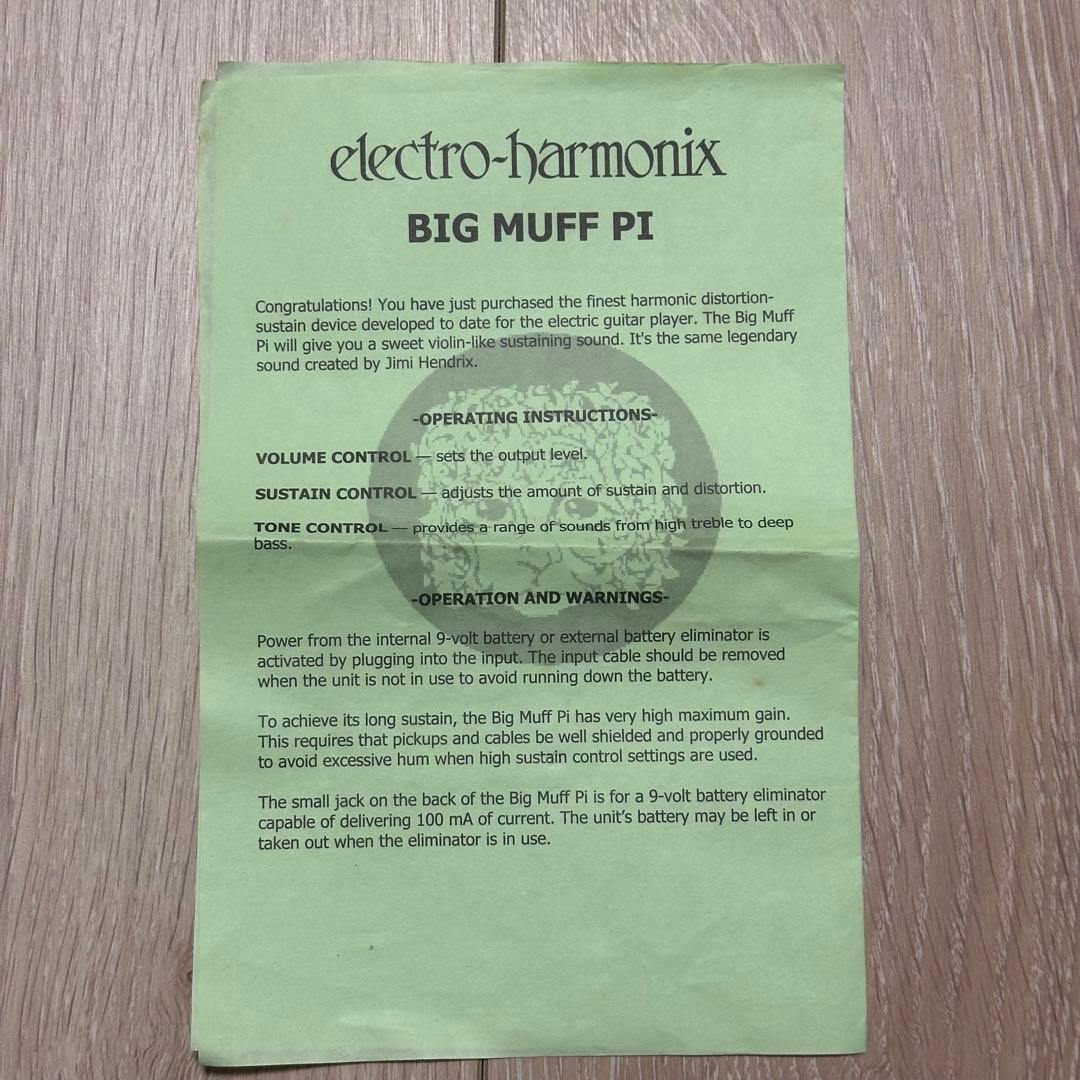 electro-harmonix
BIG MUFF PI
Congratulations! You have just purchased the finest harmonic distortion-
sustain device developed to date for the electric guitar player. The Big Muff
Pi will give you a sweet violin-like sustaining sound. It's the same legendary
sound created by Jimi Hendrix.
-OPERATING INSTRUCTIONS-
VOLUME CONTROL — sets the output level.
SUSTAIN CONTROL — adjusts the amount of sustain and distortion.
TONE CONTROL — provides a range of sounds from high treble to deep
bass.
-OPERATION AND WARNINGS-
Power from the internal 9-volt battery or external battery eliminator is
activated by plugging into the input. The input cable should be removed
when the unit is not in use to avoid running down the battery.
To achieve its long sustain, the Big Muff Pi has very high maximum gain.
This requires that pickups and cables be well shielded and properly grounded
to avoid excessive hum when high sustain control settings are used.
The small jack on the back of the Big Muff Pi is for a 9-volt battery eliminator
capable of delivering 100 mA of current. The unit’s battery may be left in or
taken out when the eliminator is in use.